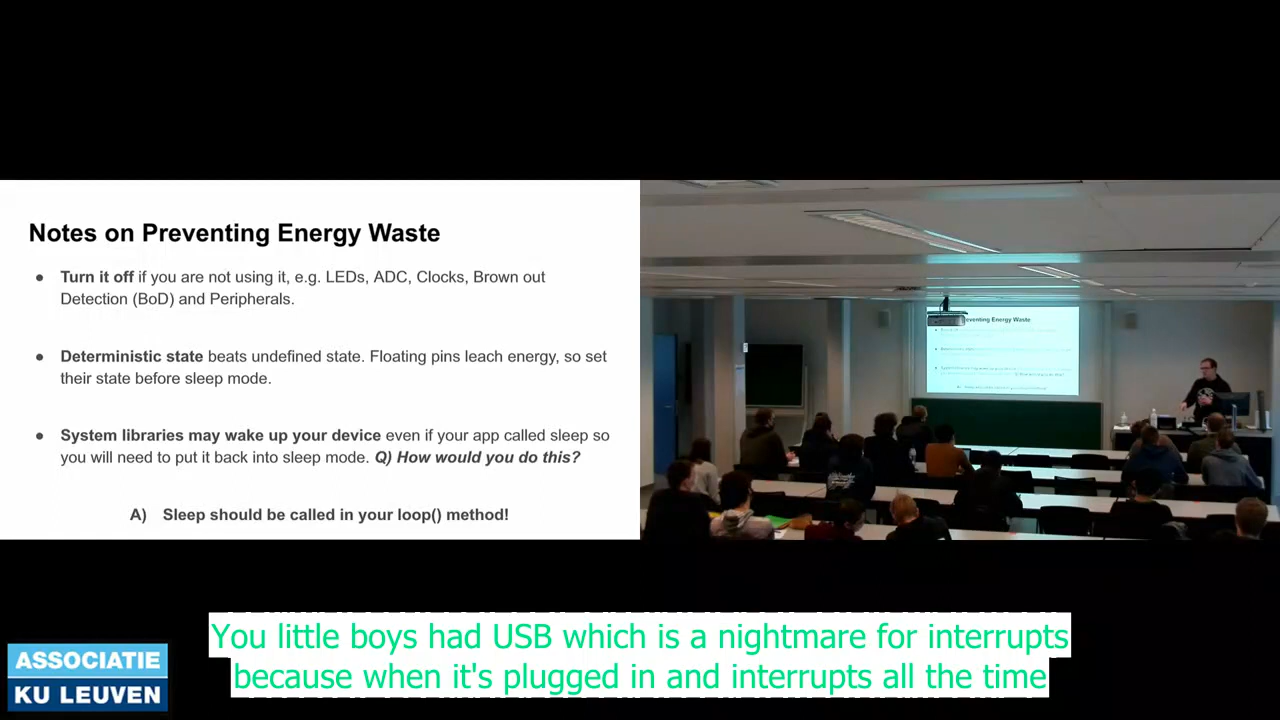 Notes on Preventing Energy Waste
● Turn it off if you are not using it, e.g. LEDs, ADC, Clocks, Brown out
Detection (BoD) and Peripherals.
● Deterministic state beats undefined state. Floating pins leach energy, so set
their state before sleep mode.
● System libraries may wake up your device even if your app called sleep so
you will need to put it back into sleep mode. Q) How would you do this?
A) Sleep should be called in your loop() method!
eventing Energy Waste
You little boys had USB which is a nightmare for interrupts
because when it's plugged in and interrupts all the time
ASSOCIATIE
KU LEUVEN